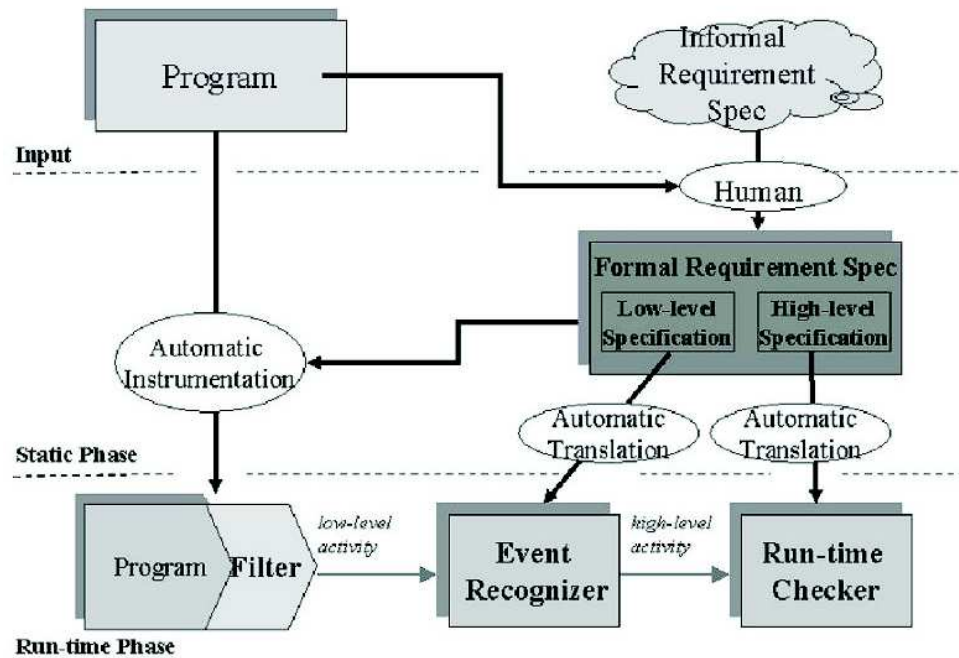 Program
Informal
Requirement
Spec
Input
Human
Formal Requirement Spec
Low-level
Specification
High-level
Specification
Automatic
Instrumentation
Automatic
Translation
Automatic
Translation
Static Phase
Program
Filter
low-level
activity
Event
Recognizer
high-level
activity
Run-time
Checker
Run-time Phase